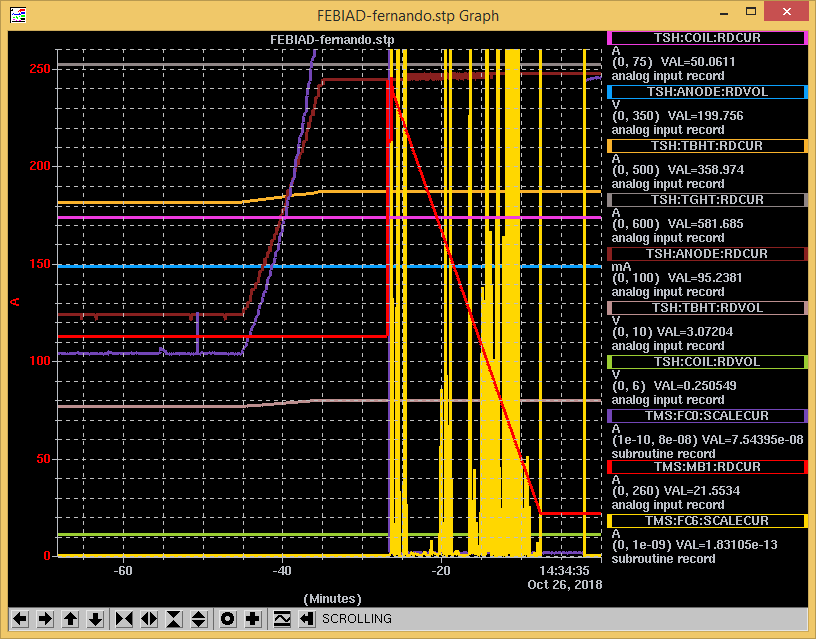 FEBIAD-fernando.stp Graph
FEBIAD-fernando.stp
250
200
150
A
100
50
0
-60
-40
-20
14:34:35
Oct 26, 2018
(Minutes)
TSH:COIL:RDCUR
A
(0, 75) VAL=50.0611
analog input record
TSH:ANODE:RDVOL
V
(0, 350) VAL=199.756
analog input record
TSH:TBHT:RDCUR
A
(0, 500) VAL=358.974
analog input record
TSH:TGHT:RDCUR
A
(0, 600) VAL=581.685
analog input record
TSH:ANODE:RDCUR
mA
(0, 100) VAL=95.2381
analog input record
TSH:TBHT:RDVOL
V
(0, 10) VAL=3.07204
analog input record
TSH:COIL:RDVOL
V
(0, 6) VAL=0.250549
analog input record
TMS:FC0:SCALECUR
A
(1e-10, 8e-08) VAL=7.54395e-08
subroutine record
TMS:MB1:RDCUR
A
(0, 260) VAL=21.5534
analog input record
TMS:FC6:SCALECUR
A
(0, 1e-09) VAL=1.83105e-13
subroutine record
SCROLLING